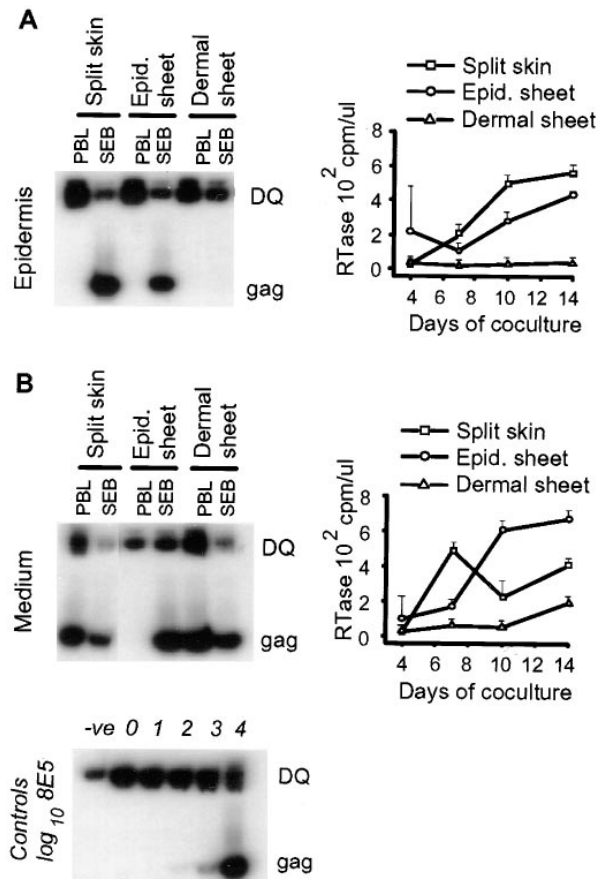 A
Split skin
Epid. sheet
Dermal sheet
PBL
SEB
PBL
SEB
PBL
SEB
Epidermis
DQ
gag
Split skin
Epid. sheet
Dermal sheet
RTase 10² cpm/ul
8
6
4
2
0
4 6 8 10 12 14
Days of coculture
B
Split skin
Epid. sheet
Dermal sheet
PBL
SEB
PBL
SEB
PBL
SEB
Medium
DQ
gag
Split skin
Epid. sheet
Dermal sheet
RTase 10² cpm/ul
8
6
4
2
0
4 6 8 10 12 14
Days of coculture
-ve 0 1 2 3 4
Controls
log 10 8E5
DQ
gag